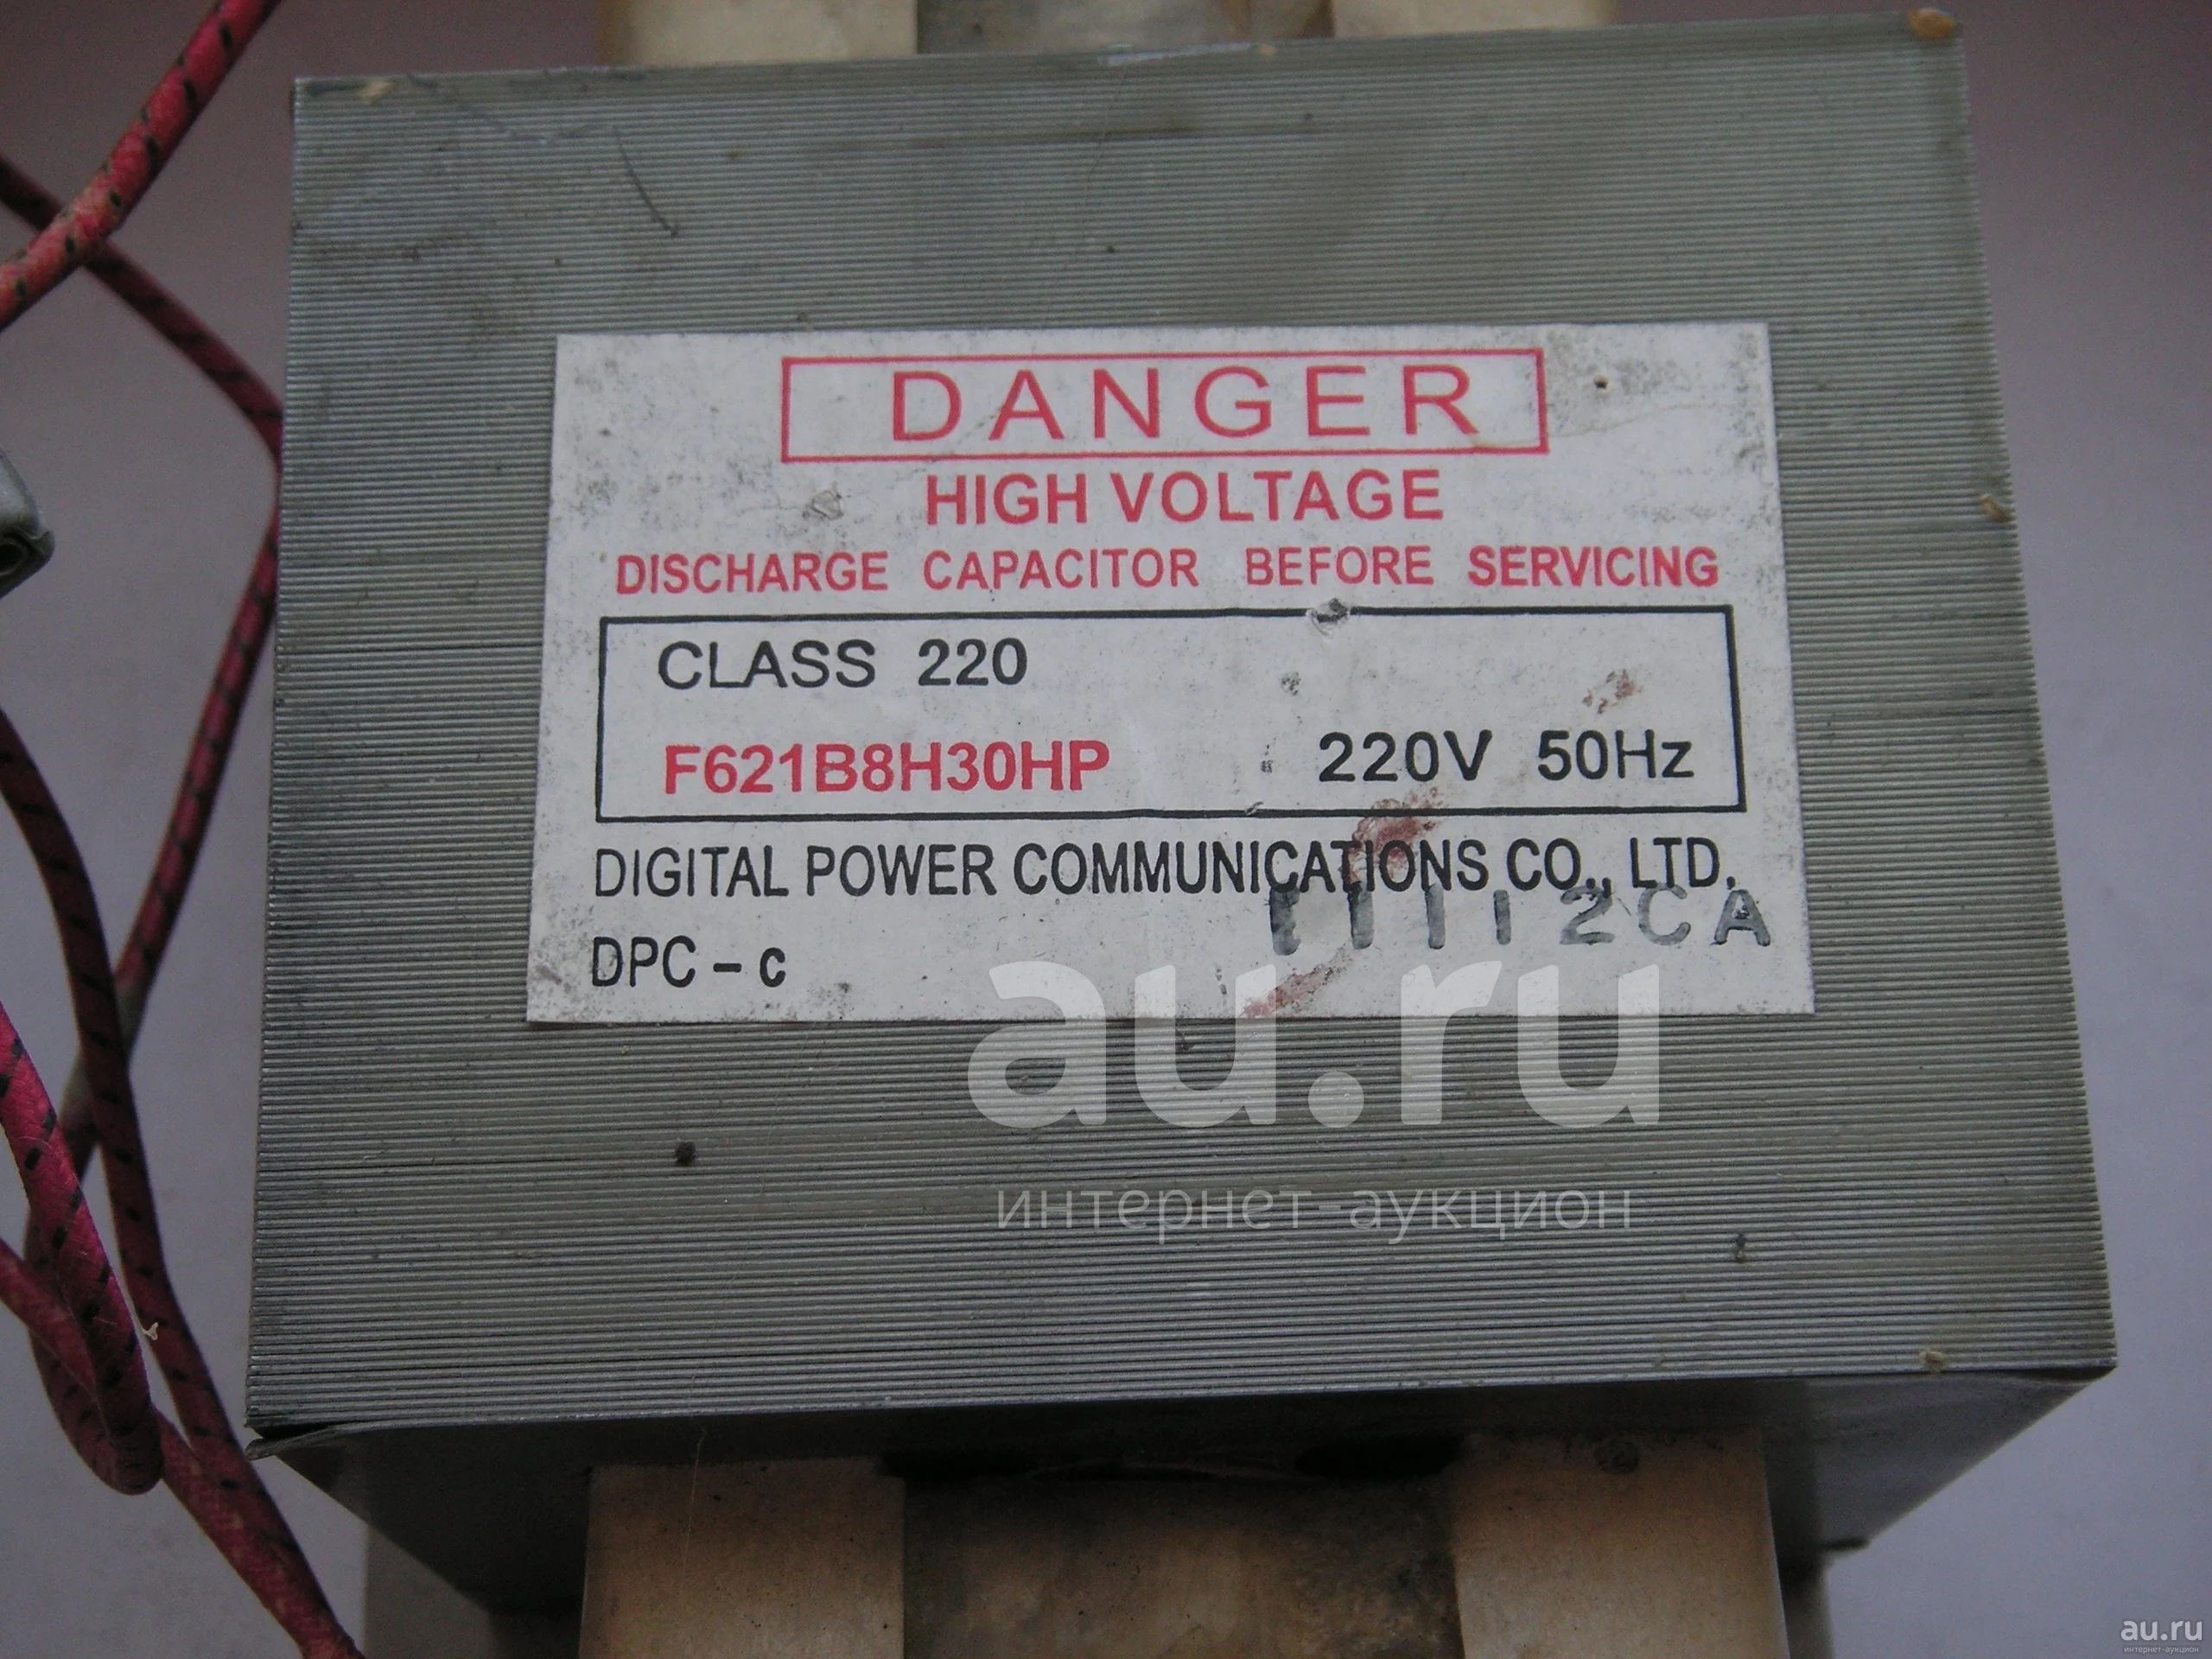 DANGER
HIGH VOLTAGE
DISCHARGE CAPACITOR BEFORE SERVICING
CLASS 220
F621B8H30HP 220V 50Hz
DIGITAL POWER COMMUNICATIONS CO., LTD.
11112CA
DPC - c
au.ru
интернет-аукцион
au.ru
интернет-аукцион